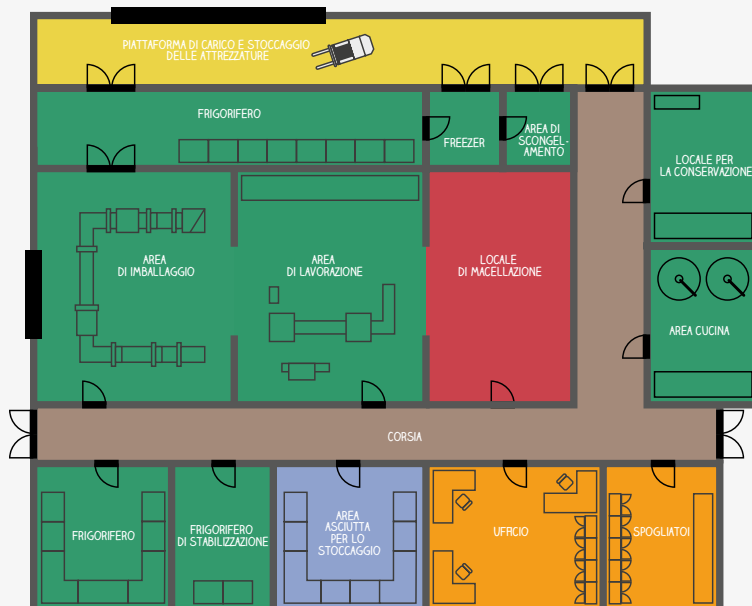 PIATTAFORMA DI CARICO E STOCCAGGIO
DELLE ATTREZZATURE
FRIGORIFERO
FREEZER
AREA DI
SCONGEL-
AMENTO
LOCALE PER
LA CONSERVAZIONE
AREA
DI IMBALLAGGIO
AREA
DI LAVORAZIONE
LOCALE
DI MACELLAZIONE
AREA CUCINA
CORSIA
FRIGORIFERO
FRIGORIFERO
DI STABILIZZAZIONE
AREA
ASCIUTTA
PER LO
STOCCAGGIO
UFFICIO
SPOGLIATOI